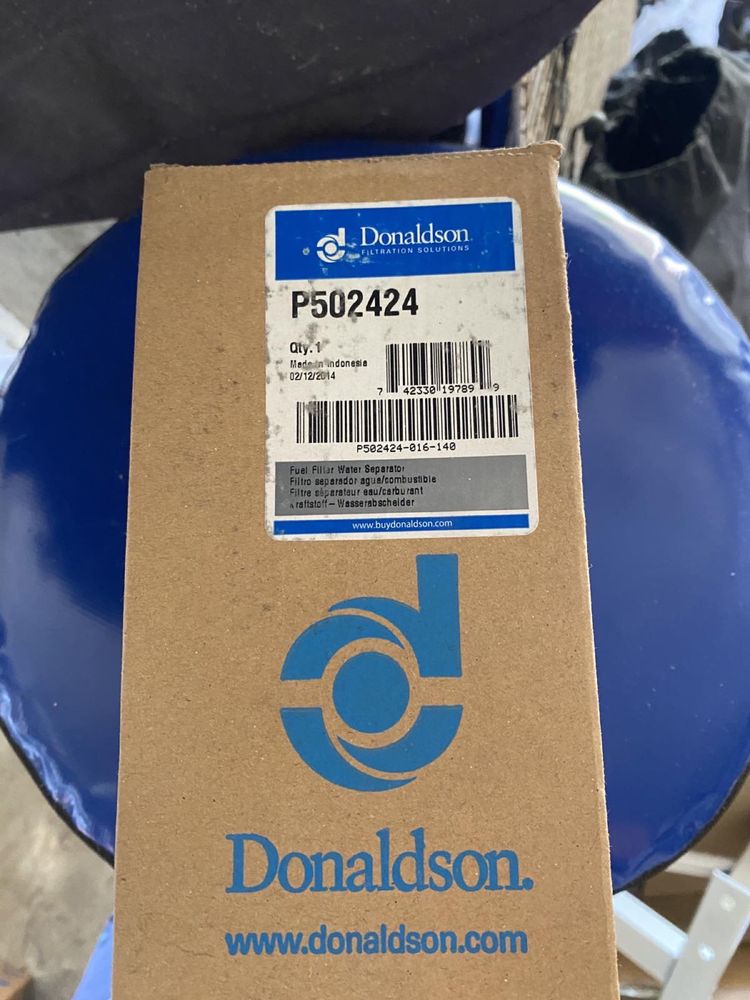 Donaldson
FILTRATION SOLUTIONS
P502424
Qty. 1
Made in Indonesia
02/12/2014
7 42330 19789 9
P502424-016-140
Fuel Filter Water Separator
Filtro separador agua/combustible
Filtre séparateur eau/carburant
Kraftstoff – Wasserabscheider
www.buydonaldson.com
Donaldson.
www.donaldson.com